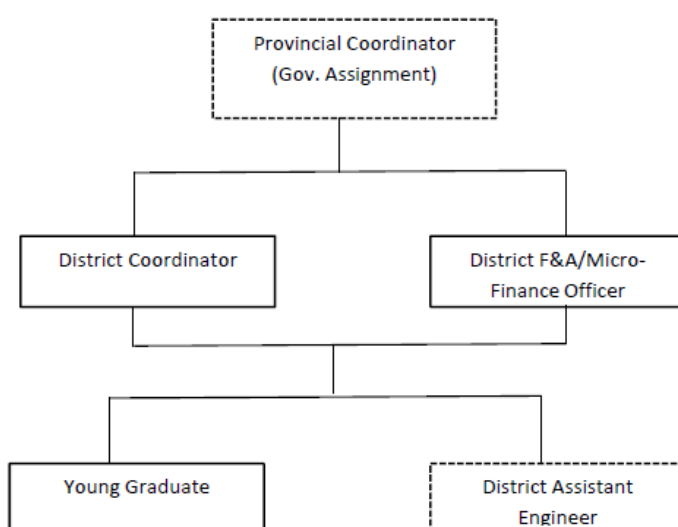 Provincial Coordinator
(Gov. Assignment)
District Coordinator
District F&A/Micro-
Finance Officer
Young Graduate
District Assistant
Engineer